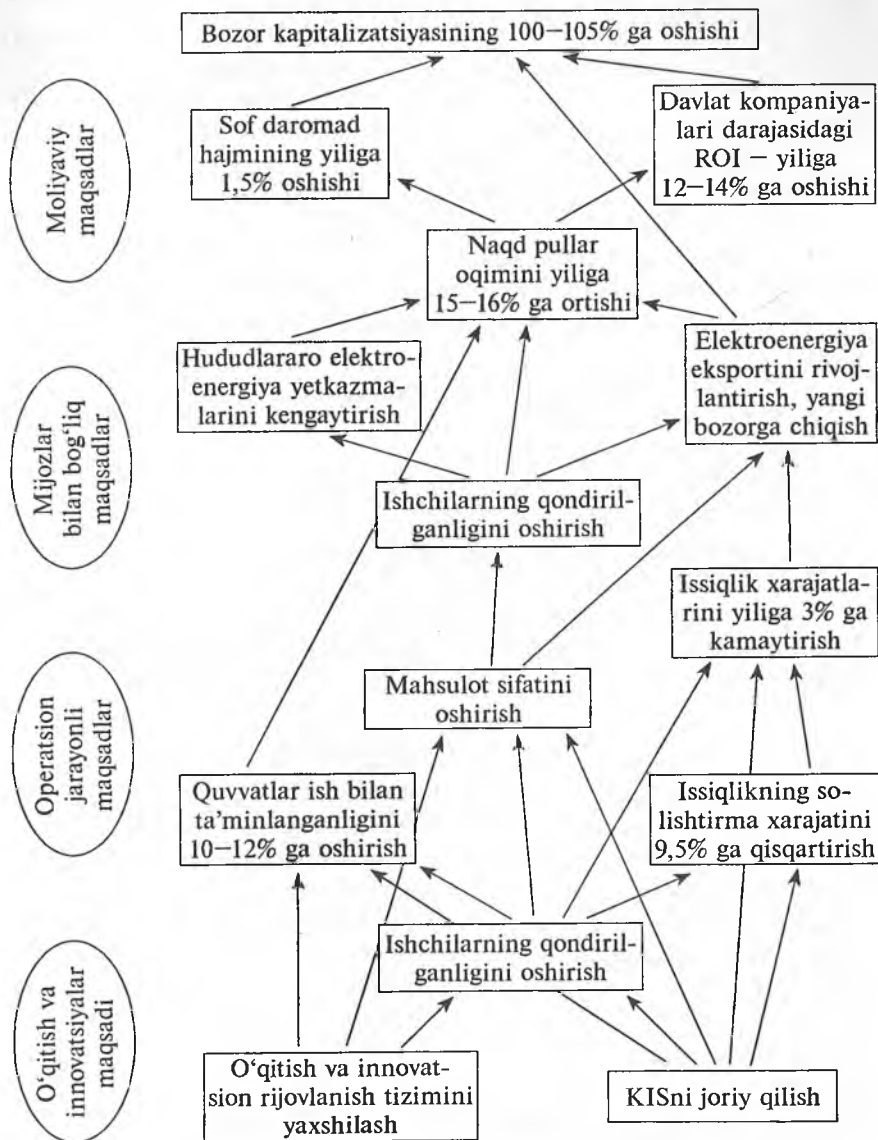 Bozor kapitalizatsiyasining 100–105% ga oshishi
Moliyaviy
maqsadlar
Sof daromad
hajmining yiliga
1,5% oshishi
Davlat kompaniya-
lari darajasidagi
ROI – yiliga
12–14% ga oshishi
Naqd pullar
oqimini yiliga
15–16% ga ortishi
Mijozlar
bilan bog'liq
maqsadlar
Hududlararo elektro-
energiya yetkazma-
larini kengaytirish
Elektroenergiya
eksportini rivoj-
lantirish, yangi
bozorga chiqish
Ishchilarning qondiril-
ganligini oshirish
Issiqlik xarajatla-
rini yiliga 3% ga
kamaytirish
Operatsion
jarayonli
maqsadlar
Mahsulot sifatini
oshirish
Quvvatlar ish bilan
ta'minlanganligini
10–12% ga oshirish
Issiqlikning so-
lishtirma xarajatini
9,5% ga qisqartirish
O'qitish va
innovatsiyalar
maqsadi
Ishchilarning qondiril-
ganligini oshirish
O'qitish va innovat-
sion rijovlanish tizimini
yaxshilash
KISni joriy qilish